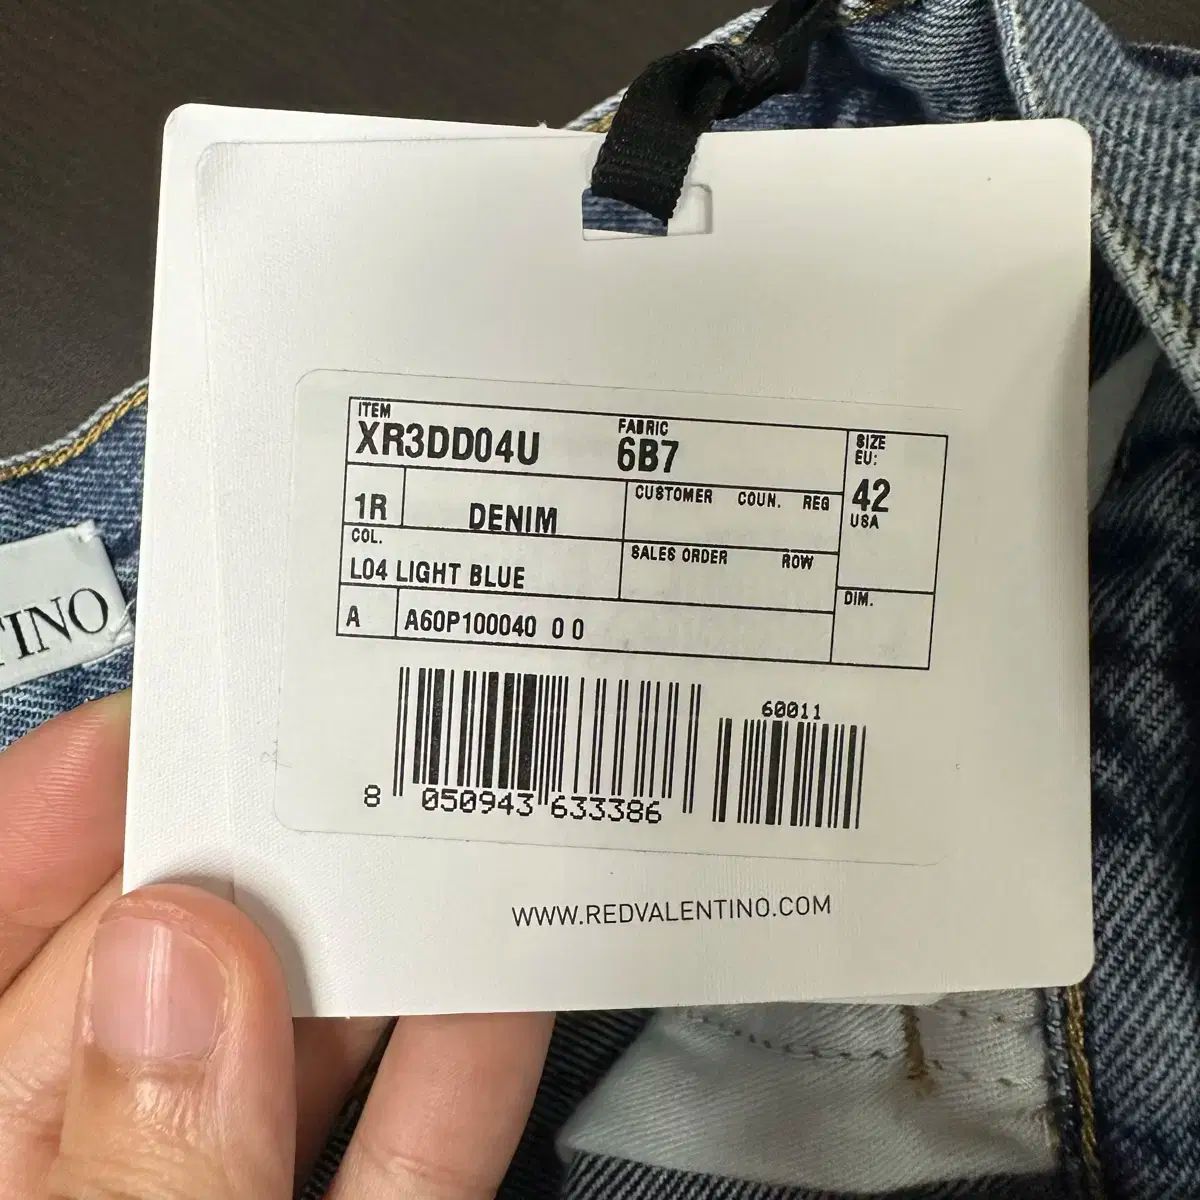 ITEM FABRIC SIZE
XR3DD04U 6B7 EU:
1R DENIM CUSTOMER COUN. REG 42
USA
COL. SALES ORDER ROW
L04 LIGHT BLUE DIM.
A A60P100040 0 0
60011
8 050943 633386
WWW.REDVALENTINO.COM
TINO